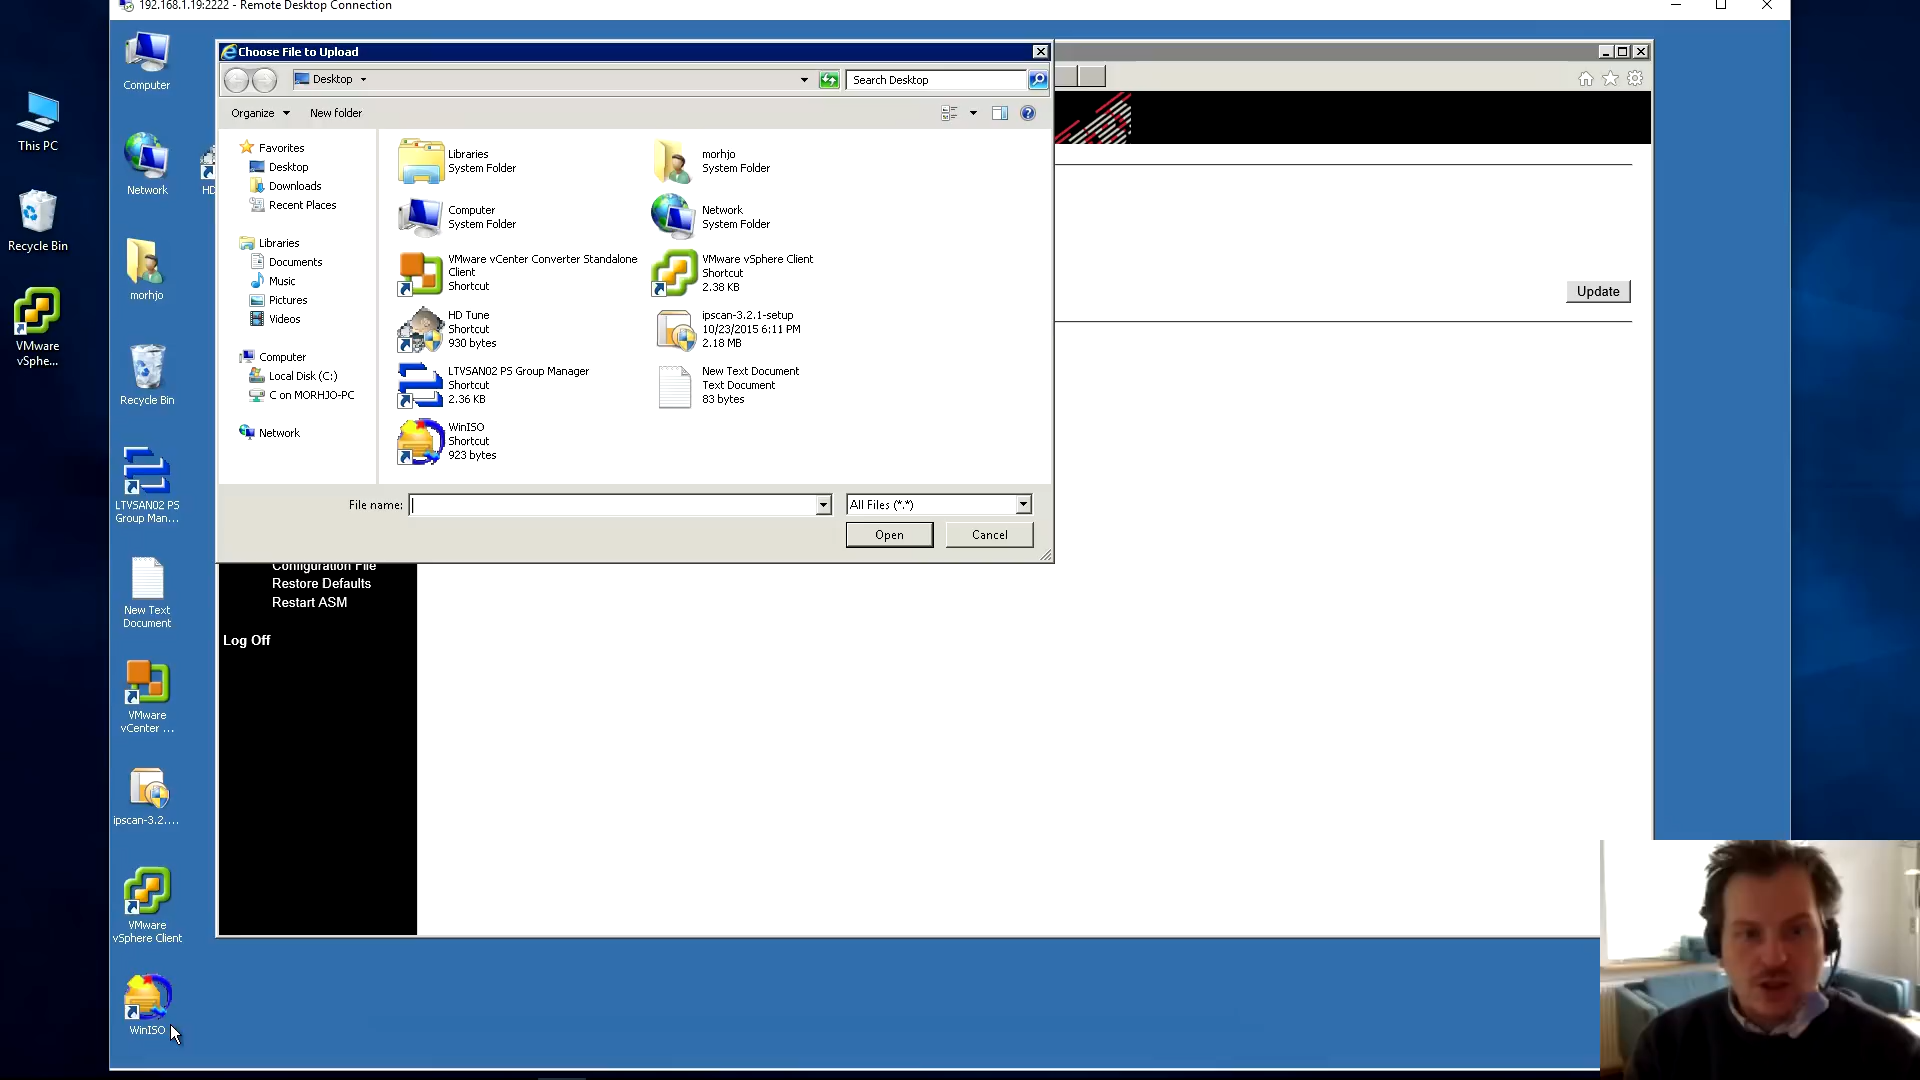 192.168.1.19:2222 - Remote Desktop Connection
This PC
Recycle Bin
VMware
vSphe...
Computer
Network
morhjo
Recycle Bin
LTVSAN02 PS
Group Man...
New Text
Document
VMware
vCenter ...
ipscan-3.2....
VMware
vSphere Client
WinISO
HD
Choose File to Upload
Desktop
Search Desktop
Organize
New folder
Favorites
Desktop
Downloads
Recent Places
Libraries
Documents
Music
Pictures
Videos
Computer
Local Disk (C:)
C on MORHJO-PC
Network
Libraries
System Folder
morhjo
System Folder
Computer
System Folder
Network
System Folder
VMware vCenter Converter Standalone
Client
Shortcut
VMware vSphere Client
Shortcut
2.38 KB
HD Tune
Shortcut
930 bytes
ipscan-3.2.1-setup
10/23/2015 6:11 PM
2.18 MB
LTVSAN02 PS Group Manager
Shortcut
2.36 KB
New Text Document
Text Document
83 bytes
WinISO
Shortcut
923 bytes
File name:
All Files (*.*)
Open
Cancel
Update
Configuration File
Restore Defaults
Restart ASM
Log Off